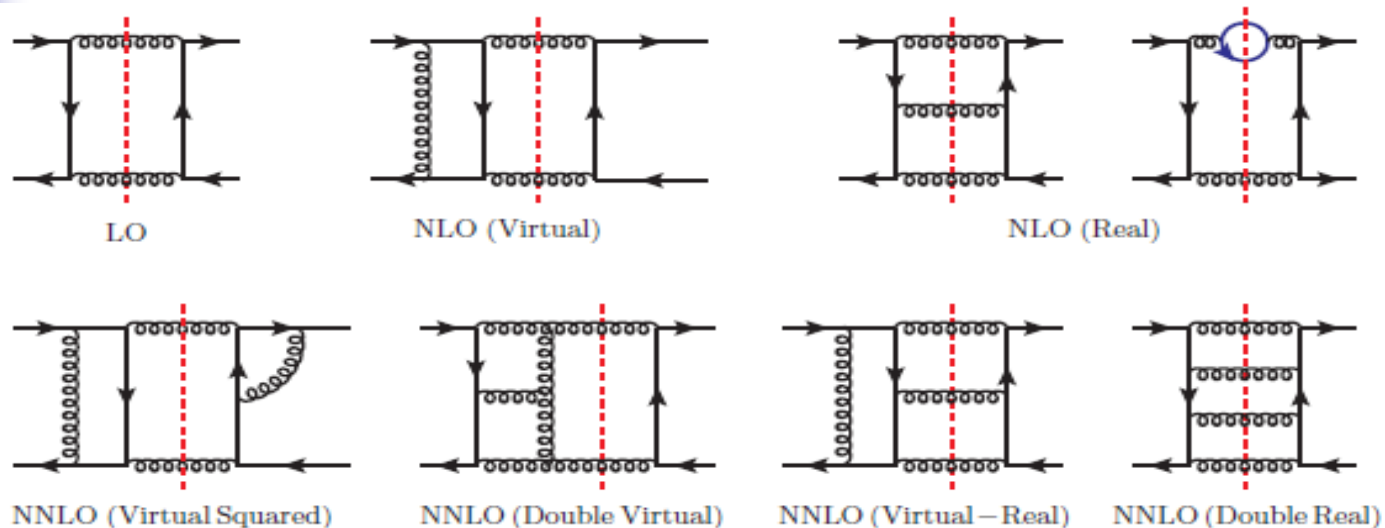 LO
NLO (Virtual)
NLO (Real)
NNLO (Virtual Squared)
NNLO (Double Virtual)
NNLO (Virtual−Real)
NNLO (Double Real)